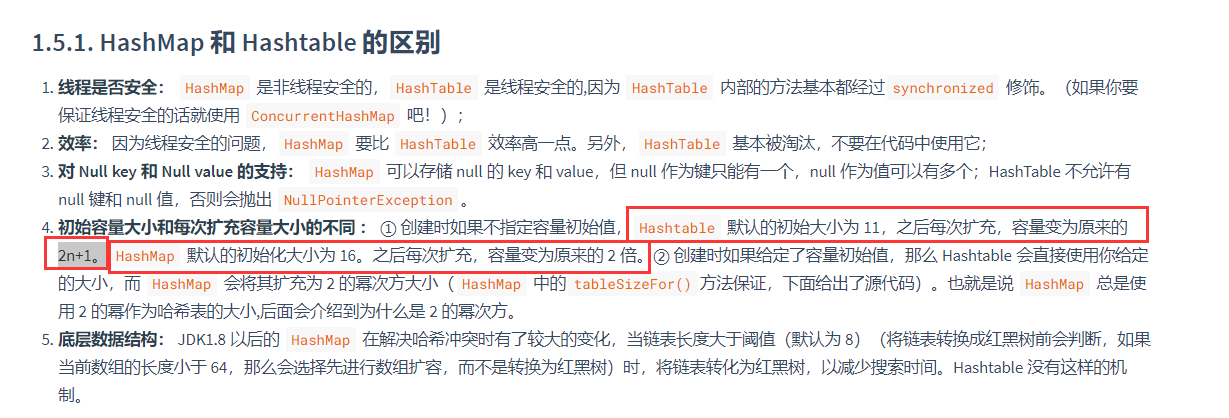 1.5.1. HashMap 和 Hashtable 的区别
1. 线程是否安全： HashMap 是非线程安全的， HashTable 是线程安全的,因为 HashTable 内部的方法基本都经过 synchronized 修饰。（如果你要
保证线程安全的话就使用 ConcurrentHashMap 吧！）;
2. 效率： 因为线程安全的问题， HashMap 要比 HashTable 效率高一点。另外， HashTable 基本被淘汰，不要在代码中使用它;
3. 对 Null key 和 Null value 的支持： HashMap 可以存储 null 的 key 和 value，但 null 作为键只能有一个，null 作为值可以有多个；HashTable 不允许有
null 键和 null 值，否则会抛出 NullPointerException 。
4. 初始容量大小和每次扩充容量大小的不同 ： ① 创建时如果不指定容量初始值， Hashtable 默认的初始大小为 11，之后每次扩充，容量变为原来的
2n+1。 HashMap 默认的初始化大小为 16。之后每次扩充，容量变为原来的 2 倍。② 创建时如果给定了容量初始值，那么 Hashtable 会直接使用你给定
的大小，而 HashMap 会将其扩充为 2 的幂次方大小（ HashMap 中的 tableSizeFor() 方法保证，下面给出了源代码）。也就是说 HashMap 总是使
用 2 的幂作为哈希表的大小,后面会介绍到为什么是 2 的幂次方。
5. 底层数据结构： JDK1.8 以后的 HashMap 在解决哈希冲突时有了较大的变化，当链表长度大于阈值（默认为 8）（将链表转换成红黑树前会判断，如果
当前数组的长度小于 64，那么会选择先进行数组扩容，而不是转换为红黑树）时，将链表转化为红黑树，以减少搜索时间。Hashtable 没有这样的机
制。